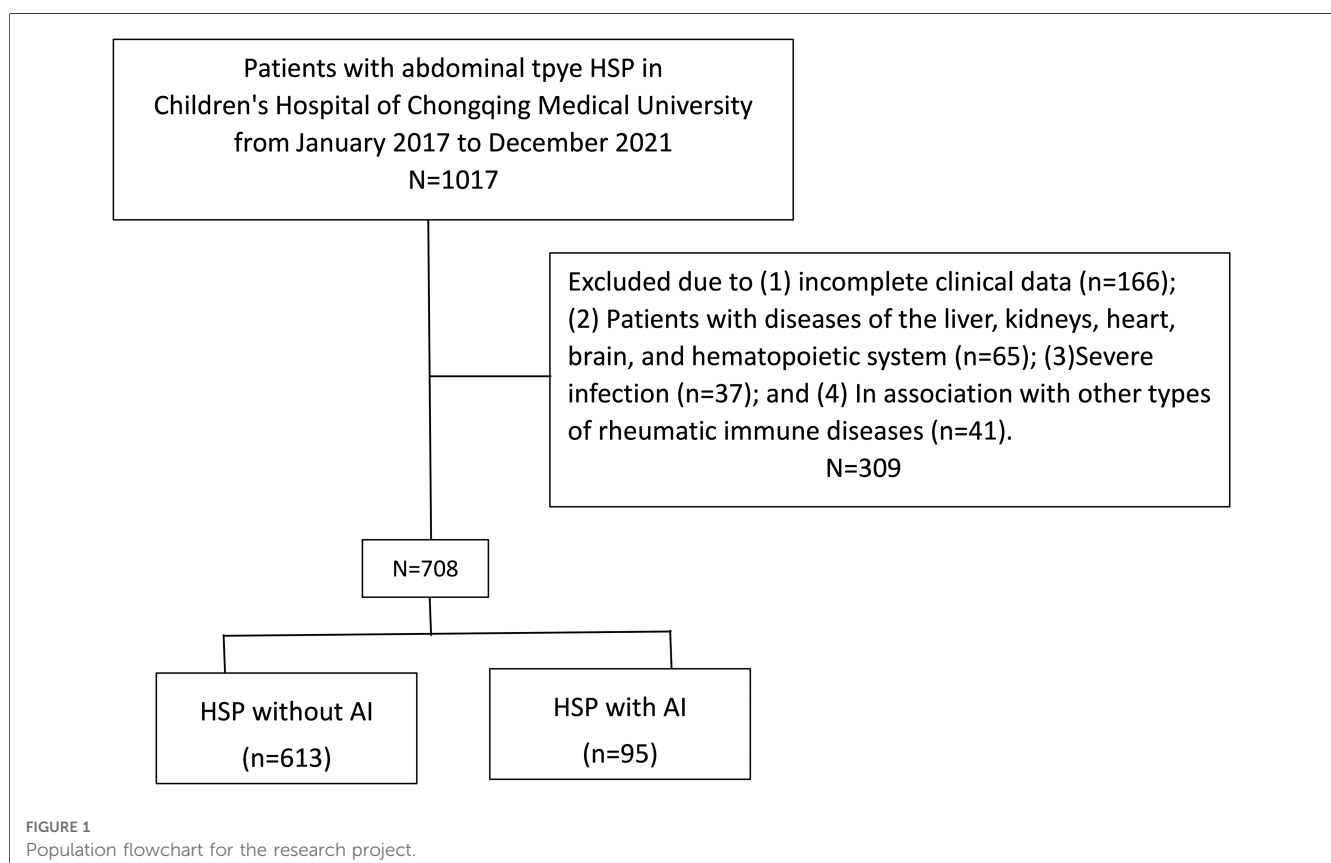 Patients with abdominal tpye HSP in
Children's Hospital of Chongqing Medical University
from January 2017 to December 2021
N=1017
Excluded due to (1) incomplete clinical data (n=166);
(2) Patients with diseases of the liver, kidneys, heart,
brain, and hematopoietic system (n=65); (3)Severe
infection (n=37); and (4) In association with other types
of rheumatic immune diseases (n=41).
N=309
N=708
HSP without AI
(n=613)
HSP with AI
(n=95)
FIGURE 1
Population flowchart for the research project.